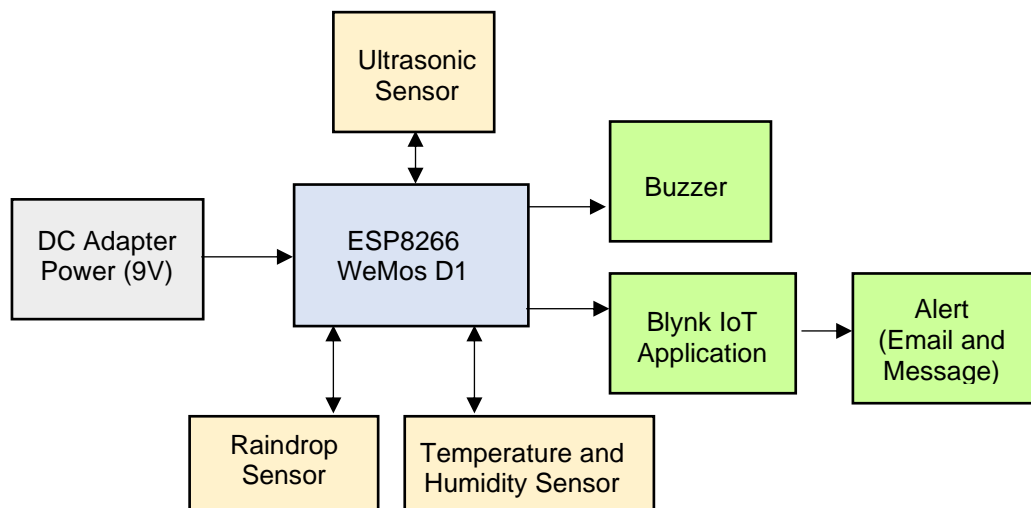 Ultrasonic
Sensor
Buzzer
DC Adapter
Power (9V)
ESP8266
WeMos D1
Blynk IoT
Application
Alert
(Email and
Message)
Raindrop
Sensor
Temperature and
Humidity Sensor